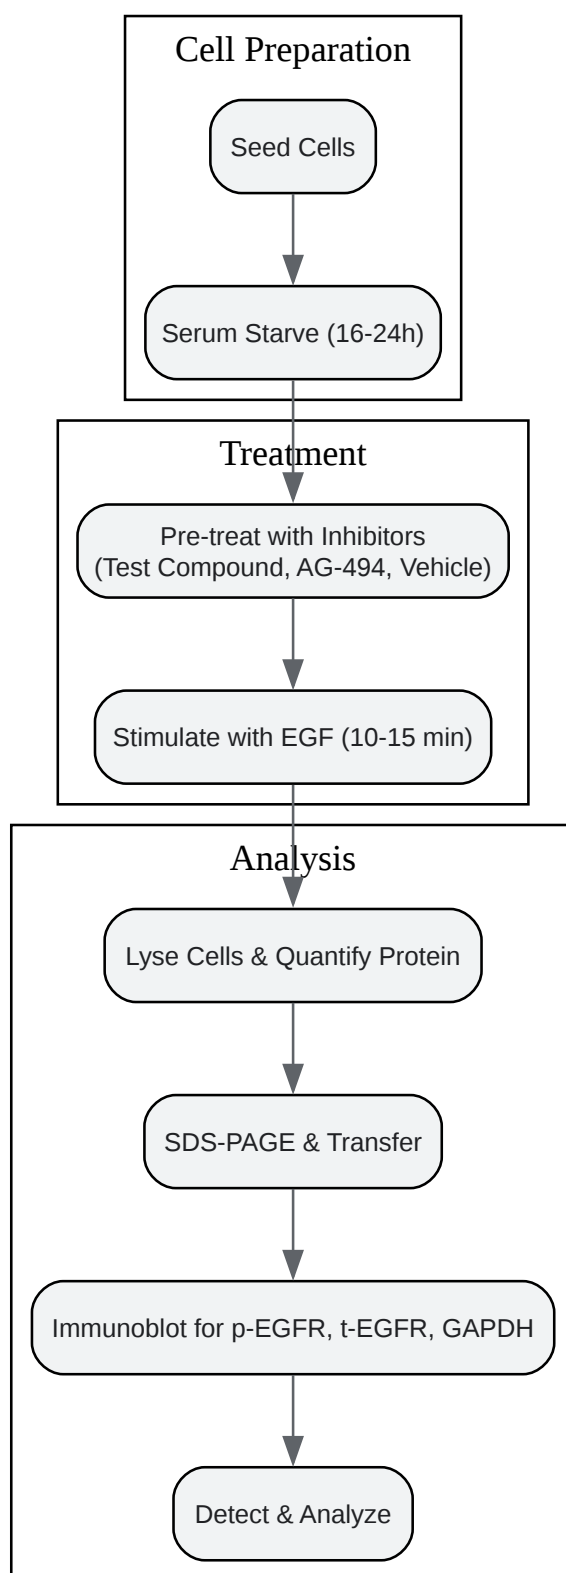 Cell Preparation
Seed Cells
Serum Starve (16-24h)
Treatment
Pre-treat with Inhibitors
(Test Compound, AG-494, Vehicle)
Stimulate with EGF (10-15 min)
Analysis
Lyse Cells & Quantify Protein
SDS-PAGE & Transfer
Immunoblot for p-EGFR, t-EGFR, GAPDH
Detect & Analyze